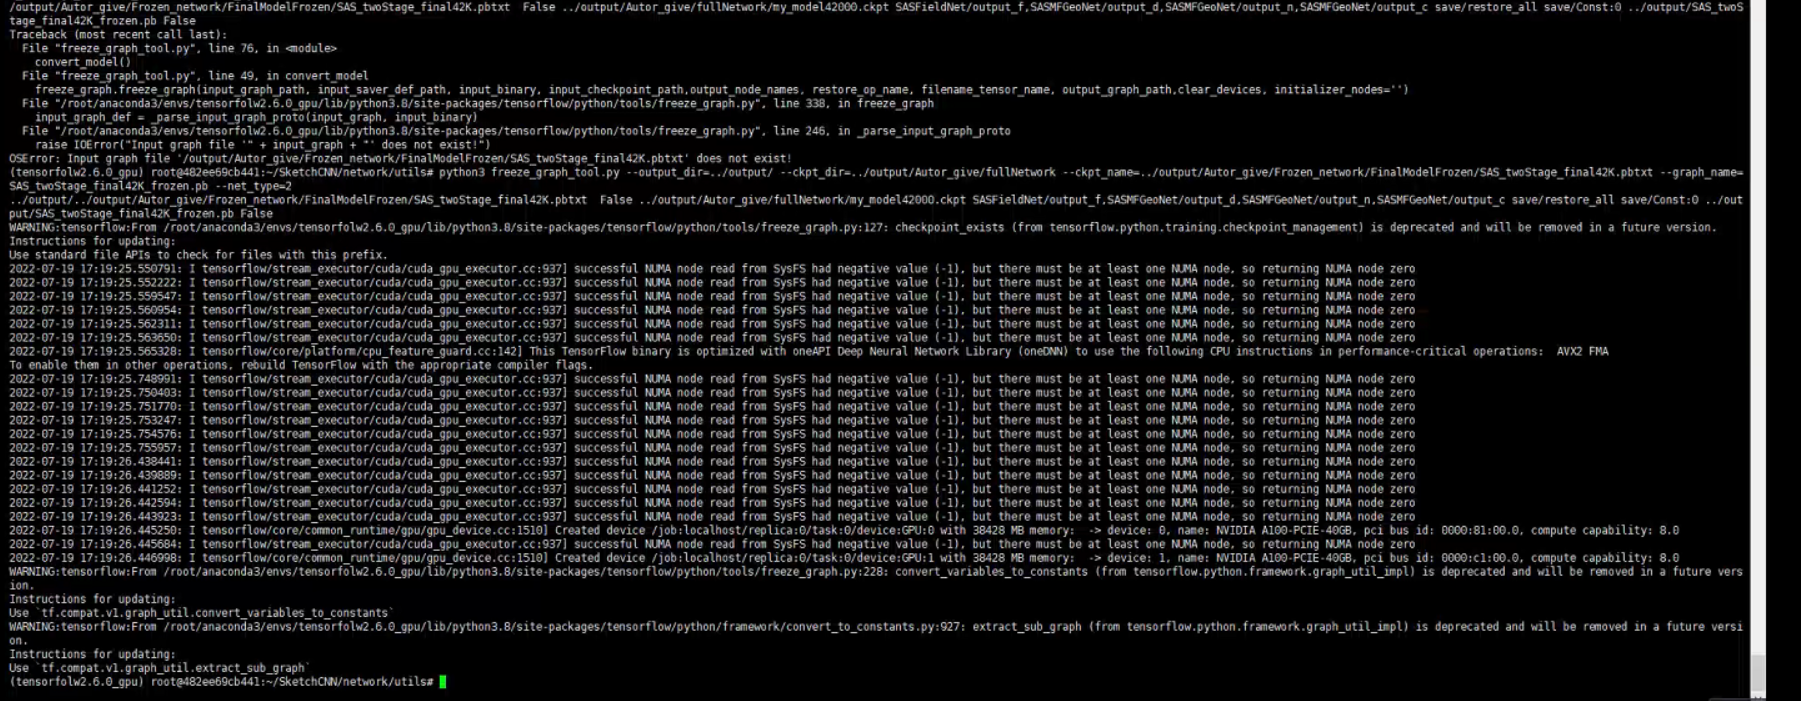 /output/Autor_give/Frozen_network/FinalModelFrozen/SAS_twoStage_final42K.pbtxt  False ../output/Autor_give/fullNetwork/my_model42000.ckpt SASFieldNet/output_f,SASMFGeoNet/output_d,SASMFGeoNet/output_n,SASMFGeoNet/output_c save/restore_all save/Const:0 ../output/SAS_twoS
tage_final42K_frozen.pb False
Traceback (most recent call last):
  File "freeze_graph_tool.py", line 76, in <module>
    convert_model()
  File "freeze_graph_tool.py", line 49, in convert_model
    freeze_graph.freeze_graph(input_graph_path, input_saver_def_path, input_binary, input_checkpoint_path,output_node_names, restore_op_name, filename_tensor_name, output_graph_path,clear_devices, initializer_nodes='')
  File "/root/anaconda3/envs/tensorfolw2.6.0_gpu/lib/python3.8/site-packages/tensorflow/python/tools/freeze_graph.py", line 338, in freeze_graph
    input_graph_def = _parse_input_graph_proto(input_graph, input_binary)
  File "/root/anaconda3/envs/tensorfolw2.6.0_gpu/lib/python3.8/site-packages/tensorflow/python/tools/freeze_graph.py", line 246, in _parse_input_graph_proto
    raise IOError("Input graph file '" + input_graph + "' does not exist!")
OSError: Input graph file '/output/Autor_give/Frozen_network/FinalModelFrozen/SAS_twoStage_final42K.pbtxt' does not exist!
(tensorfolw2.6.0_gpu) root@482ee69cb441:~/SketchCNN/network/utils# python3 freeze_graph_tool.py --output_dir=../output/ --ckpt_dir=../output/Autor_give/fullNetwork --ckpt_name=../output/Autor_give/Frozen_network/FinalModelFrozen/SAS_twoStage_final42K.pbtxt --graph_name=
SAS_twoStage_final42K_frozen.pb --net_type=2
../output/../output/Autor_give/Frozen_network/FinalModelFrozen/SAS_twoStage_final42K.pbtxt  False ../output/Autor_give/fullNetwork/my_model42000.ckpt SASFieldNet/output_f,SASMFGeoNet/output_d,SASMFGeoNet/output_n,SASMFGeoNet/output_c save/restore_all save/Const:0 ../out
put/SAS_twoStage_final42K_frozen.pb False
WARNING:tensorflow:From /root/anaconda3/envs/tensorfolw2.6.0_gpu/lib/python3.8/site-packages/tensorflow/python/tools/freeze_graph.py:127: checkpoint_exists (from tensorflow.python.training.checkpoint_management) is deprecated and will be removed in a future version.
Instructions for updating:
Use standard file APIs to check for files with this prefix.
2022-07-19 17:19:25.550791: I tensorflow/stream_executor/cuda/cuda_gpu_executor.cc:937] successful NUMA node read from SysFS had negative value (-1), but there must be at least one NUMA node, so returning NUMA node zero
2022-07-19 17:19:25.552222: I tensorflow/stream_executor/cuda/cuda_gpu_executor.cc:937] successful NUMA node read from SysFS had negative value (-1), but there must be at least one NUMA node, so returning NUMA node zero
2022-07-19 17:19:25.559547: I tensorflow/stream_executor/cuda/cuda_gpu_executor.cc:937] successful NUMA node read from SysFS had negative value (-1), but there must be at least one NUMA node, so returning NUMA node zero
2022-07-19 17:19:25.560954: I tensorflow/stream_executor/cuda/cuda_gpu_executor.cc:937] successful NUMA node read from SysFS had negative value (-1), but there must be at least one NUMA node, so returning NUMA node zero
2022-07-19 17:19:25.562311: I tensorflow/stream_executor/cuda/cuda_gpu_executor.cc:937] successful NUMA node read from SysFS had negative value (-1), but there must be at least one NUMA node, so returning NUMA node zero
2022-07-19 17:19:25.563650: I tensorflow/stream_executor/cuda/cuda_gpu_executor.cc:937] successful NUMA node read from SysFS had negative value (-1), but there must be at least one NUMA node, so returning NUMA node zero
2022-07-19 17:19:25.565328: I tensorflow/core/platform/cpu_feature_guard.cc:142] This TensorFlow binary is optimized with oneAPI Deep Neural Network Library (oneDNN) to use the following CPU instructions in performance-critical operations:  AVX2 FMA
To enable them in other operations, rebuild TensorFlow with the appropriate compiler flags.
2022-07-19 17:19:25.748991: I tensorflow/stream_executor/cuda/cuda_gpu_executor.cc:937] successful NUMA node read from SysFS had negative value (-1), but there must be at least one NUMA node, so returning NUMA node zero
2022-07-19 17:19:25.750403: I tensorflow/stream_executor/cuda/cuda_gpu_executor.cc:937] successful NUMA node read from SysFS had negative value (-1), but there must be at least one NUMA node, so returning NUMA node zero
2022-07-19 17:19:25.751770: I tensorflow/stream_executor/cuda/cuda_gpu_executor.cc:937] successful NUMA node read from SysFS had negative value (-1), but there must be at least one NUMA node, so returning NUMA node zero
2022-07-19 17:19:25.753247: I tensorflow/stream_executor/cuda/cuda_gpu_executor.cc:937] successful NUMA node read from SysFS had negative value (-1), but there must be at least one NUMA node, so returning NUMA node zero
2022-07-19 17:19:25.754576: I tensorflow/stream_executor/cuda/cuda_gpu_executor.cc:937] successful NUMA node read from SysFS had negative value (-1), but there must be at least one NUMA node, so returning NUMA node zero
2022-07-19 17:19:25.755957: I tensorflow/stream_executor/cuda/cuda_gpu_executor.cc:937] successful NUMA node read from SysFS had negative value (-1), but there must be at least one NUMA node, so returning NUMA node zero
2022-07-19 17:19:26.438441: I tensorflow/stream_executor/cuda/cuda_gpu_executor.cc:937] successful NUMA node read from SysFS had negative value (-1), but there must be at least one NUMA node, so returning NUMA node zero
2022-07-19 17:19:26.439889: I tensorflow/stream_executor/cuda/cuda_gpu_executor.cc:937] successful NUMA node read from SysFS had negative value (-1), but there must be at least one NUMA node, so returning NUMA node zero
2022-07-19 17:19:26.441252: I tensorflow/stream_executor/cuda/cuda_gpu_executor.cc:937] successful NUMA node read from SysFS had negative value (-1), but there must be at least one NUMA node, so returning NUMA node zero
2022-07-19 17:19:26.442594: I tensorflow/stream_executor/cuda/cuda_gpu_executor.cc:937] successful NUMA node read from SysFS had negative value (-1), but there must be at least one NUMA node, so returning NUMA node zero
2022-07-19 17:19:26.443923: I tensorflow/stream_executor/cuda/cuda_gpu_executor.cc:937] successful NUMA node read from SysFS had negative value (-1), but there must be at least one NUMA node, so returning NUMA node zero
2022-07-19 17:19:26.445250: I tensorflow/core/common_runtime/gpu/gpu_device.cc:1510] Created device /job:localhost/replica:0/task:0/device:GPU:0 with 38428 MB memory:  -> device: 0, name: NVIDIA A100-PCIE-40GB, pci bus id: 0000:81:00.0, compute capability: 8.0
2022-07-19 17:19:26.445684: I tensorflow/stream_executor/cuda/cuda_gpu_executor.cc:937] successful NUMA node read from SysFS had negative value (-1), but there must be at least one NUMA node, so returning NUMA node zero
2022-07-19 17:19:26.446998: I tensorflow/core/common_runtime/gpu/gpu_device.cc:1510] Created device /job:localhost/replica:0/task:0/device:GPU:1 with 38428 MB memory:  -> device: 1, name: NVIDIA A100-PCIE-40GB, pci bus id: 0000:c1:00.0, compute capability: 8.0
WARNING:tensorflow:From /root/anaconda3/envs/tensorfolw2.6.0_gpu/lib/python3.8/site-packages/tensorflow/python/tools/freeze_graph.py:228: convert_variables_to_constants (from tensorflow.python.framework.graph_util_impl) is deprecated and will be removed in a future vers
ion.
Instructions for updating:
Use `tf.compat.v1.graph_util.convert_variables_to_constants`
WARNING:tensorflow:From /root/anaconda3/envs/tensorfolw2.6.0_gpu/lib/python3.8/site-packages/tensorflow/python/framework/convert_to_constants.py:927: extract_sub_graph (from tensorflow.python.framework.graph_util_impl) is deprecated and will be removed in a future versi
on.
Instructions for updating:
Use `tf.compat.v1.graph_util.extract_sub_graph`
(tensorfolw2.6.0_gpu) root@482ee69cb441:~/SketchCNN/network/utils#